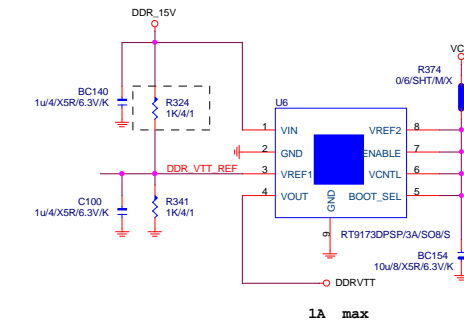 DDR_15V
VC
BC140
1u/4/X5R/6.3V/K
R324
1K/4/1
R374
0/6/SHT/M/X
U6
1 VIN VREF2 8
2 GND ENABLE 7
DDR_VTT_REF 3 VREF1 VCNTL 6
4 VOUT GND BOOT_SEL 5
C100
1u/4/X5R/6.3V/K
R341
1K/4/1
9
RT9173DPSP/3A/SO8/S
BC154
10u/8/X5R/6.3V/K
DDRVTT
1A max